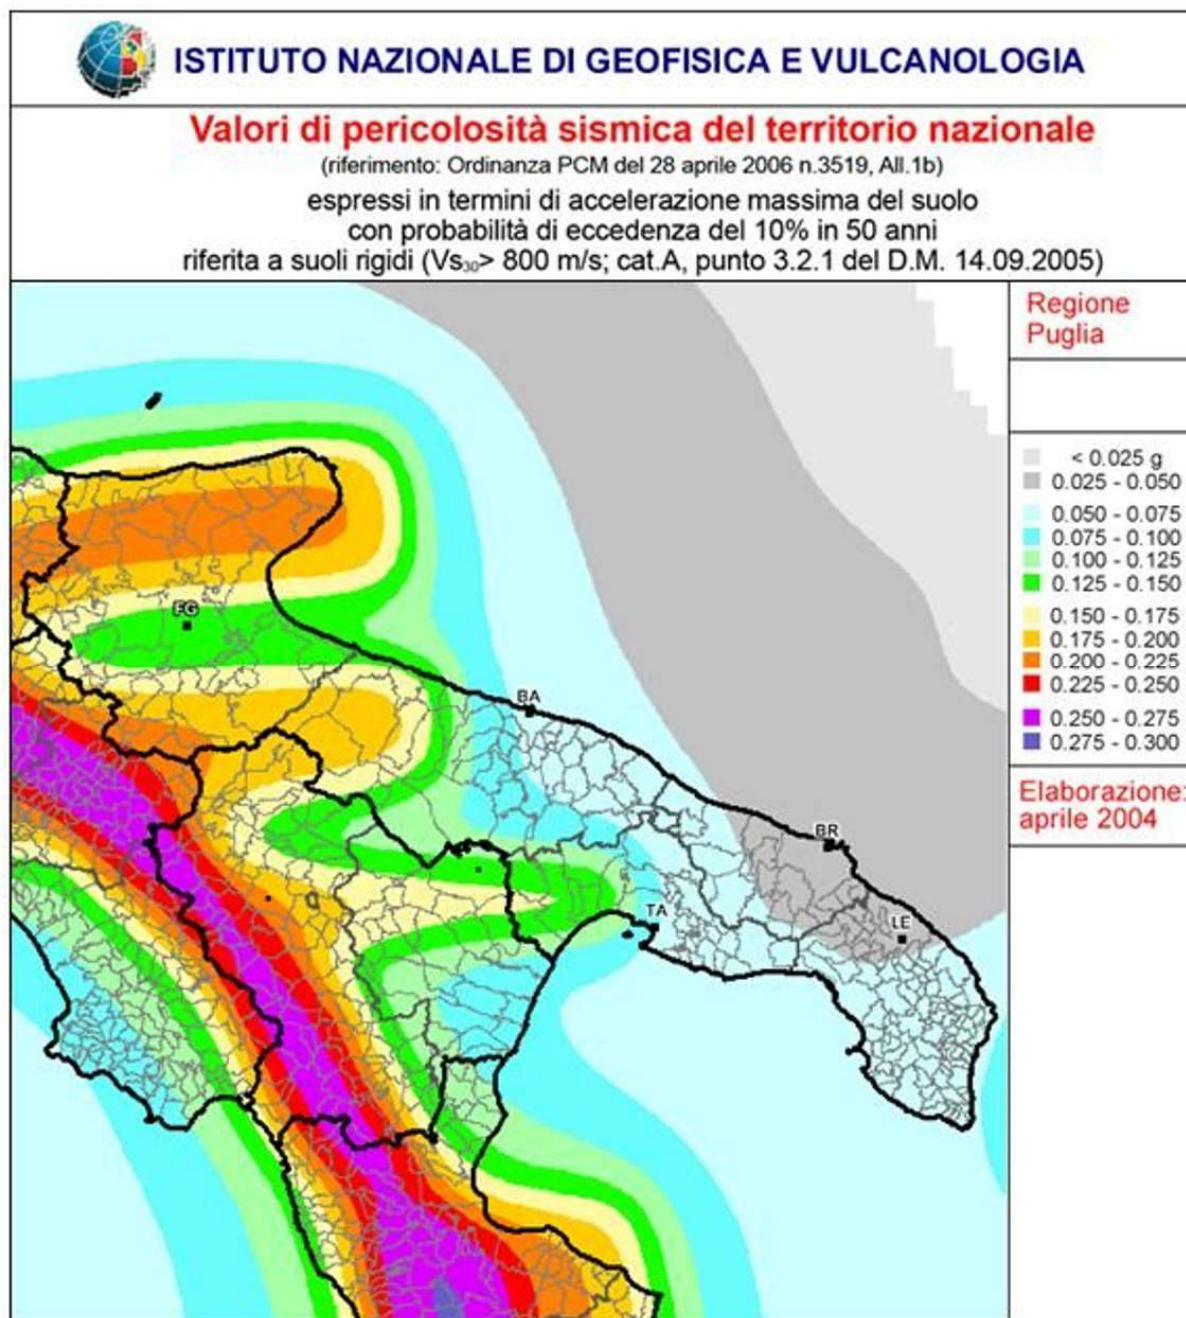 ISTITUTO NAZIONALE DI GEOFISICA E VULCANOLOGIA
Valori di pericolosità sismica del territorio nazionale
(riferimento: Ordinanza PCM del 28 aprile 2006 n.3519, All.1b)
espressi in termini di accelerazione massima del suolo
con probabilità di eccedenza del 10% in 50 anni
riferita a suoli rigidi (Vs30> 800 m/s; cat.A, punto 3.2.1 del D.M. 14.09.2005)
Regione
Puglia
< 0.025 g
0.025 - 0.050
0.050 - 0.075
0.075 - 0.100
0.100 - 0.125
0.125 - 0.150
0.150 - 0.175
0.175 - 0.200
0.200 - 0.225
0.225 - 0.250
0.250 - 0.275
0.275 - 0.300
Elaborazione:
aprile 2004
FG
BA
BR
TA
LE